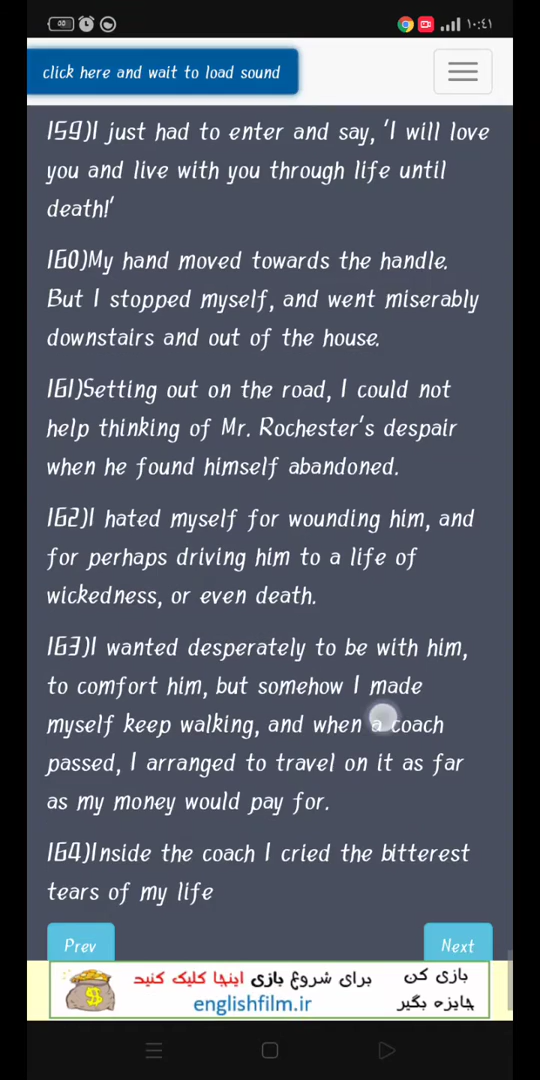 ۱۰:٤١
click here and wait to load sound
159)I just had to enter and say, 'I will love
you and live with you through life until
death!'
160)My hand moved towards the handle.
But I stopped myself, and went miserably
downstairs and out of the house.
161)Setting out on the road, I could not
help thinking of Mr. Rochester's despair
when he found himself abandoned.
162)I hated myself for wounding him, and
for perhaps driving him to a life of
wickedness, or even death.
163)I wanted desperately to be with him,
to comfort him, but somehow I made
myself keep walking, and when a coach
passed, I arranged to travel on it as far
as my money would pay for.
164)Inside the coach I cried the bitterest
tears of my life
Prev
Next
بازی کن
جایزه بگیر
برای شروع بازی اینجا کلیک کنید
englishfilm.ir